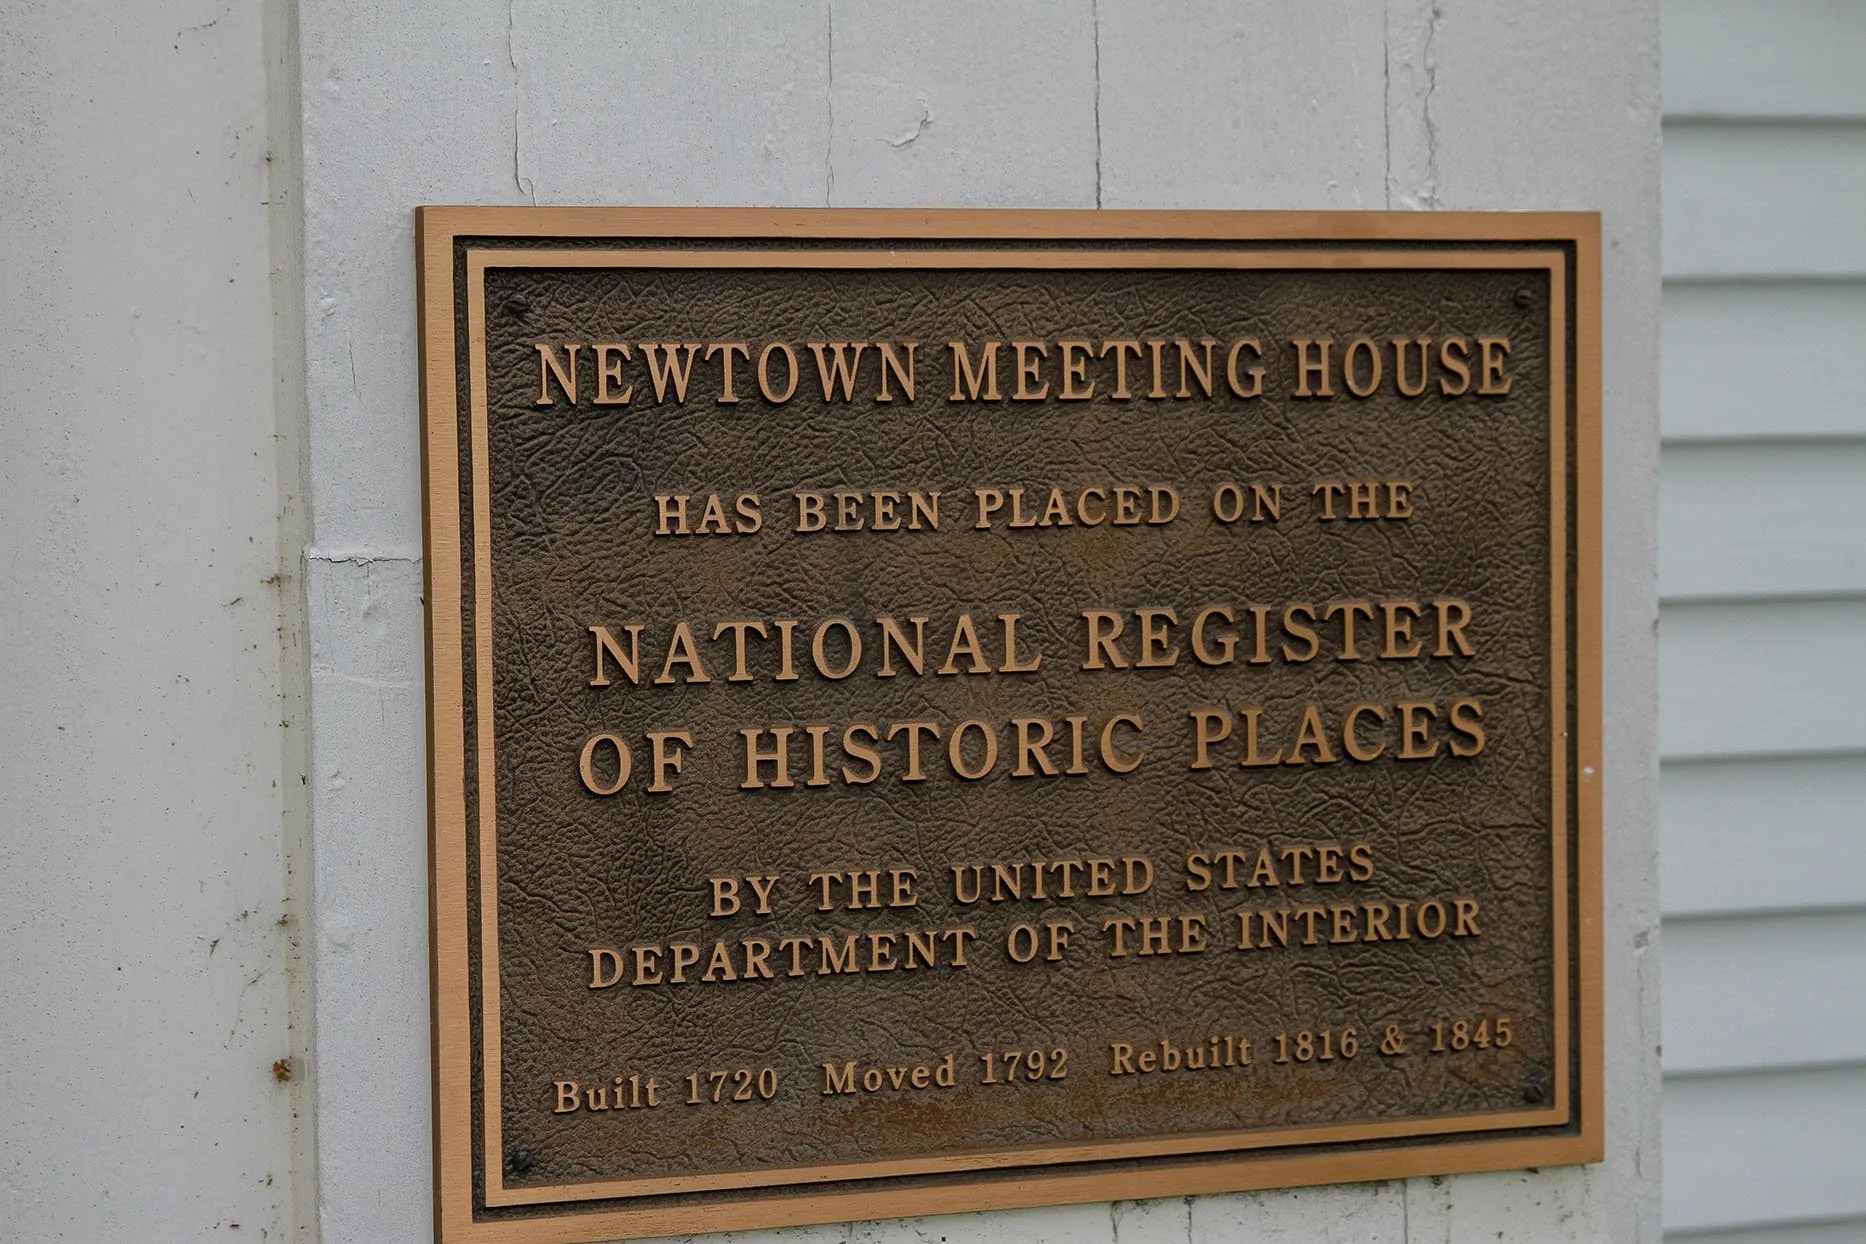 NEWTOWN MEETING HOUSE
HAS BEEN PLACED ON THE
NATIONAL REGISTER
OF HISTORIC PLACES
BY THE UNITED STATES
DEPARTMENT OF THE INTERIOR
Built 1720 Moved 1792 Rebuilt 1816 & 1845